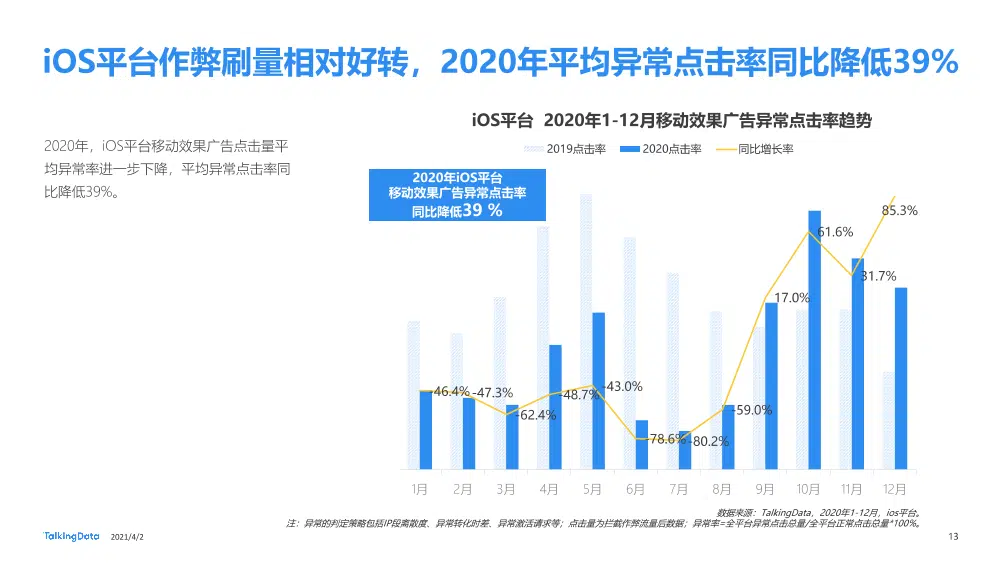 iOS平台作弊刷量相对好转，2020年平均异常点击率同比降低39%
2020年，iOS平台移动效果广告点击量平
均异常率进一步下降，平均异常点击率同
比降低39%。
iOS平台 2020年1-12月移动效果广告异常点击率趋势
2019点击率 2020点击率 同比增长率
2020年iOS平台
移动效果广告异常点击率
同比降低39 %
85.3%
61.6%
31.7%
17.0%
-46.4% -47.3% -62.4% -48.7% -43.0% -78.6% -80.2% -59.0%
1月 2月 3月 4月 5月 6月 7月 8月 9月 10月 11月 12月
数据来源：TalkingData，2020年1-12月，ios平台。
注：异常的判定策略包括IP段离散度、异常转化时差、异常激活请求等；点击量为拦截作弊流量后数据；异常率=全平台异常点击总量/全平台正常点击总量*100%。
TalkingData 2021/4/2 13